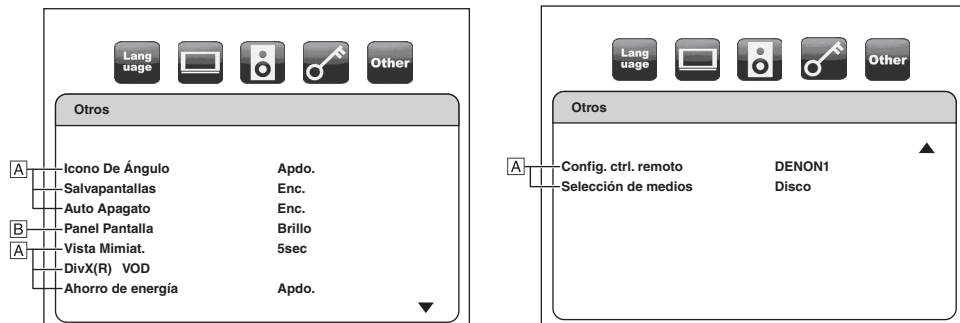 Lang
uage
Other
Otros
A Icono De Ángulo Apdo.
Salvapantallas Enc.
Auto Apagato Enc.
B Panel Pantalla Brillo
A Vista Mimiat. 5sec
DivX(R) VOD
Ahorro de energía Apdo.
Lang
uage
Other
Otros
A Config. ctrl. remoto DENON1
Selección de medios Disco